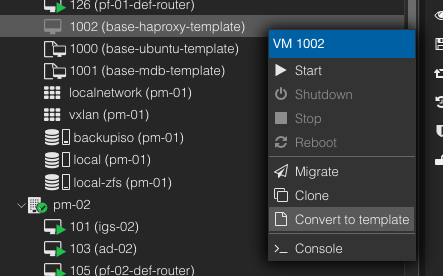 126 (pf-01-def-router)
1002 (base-haproxy-template)
1000 (base-ubuntu-template)
1001 (base-mdb-template)
localnetwork (pm-01)
vxlan (pm-01)
backupiso (pm-01)
local (pm-01)
local-zfs (pm-01)
pm-02
101 (igs-02)
103 (ad-02)
105 (pf-02-def-router)
VM 1002
Start
Shutdown
Stop
Reboot
Migrate
Clone
Convert to template
Console